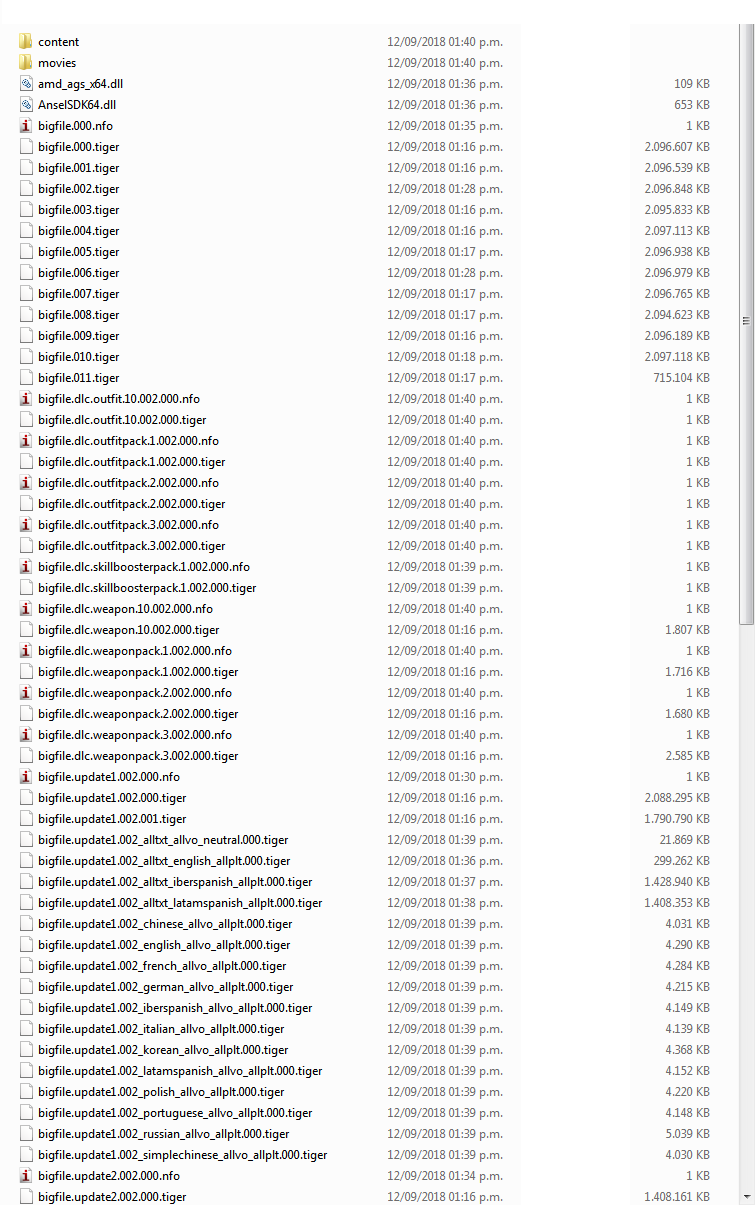 content 12/09/2018 01:40 p.m.
movies 12/09/2018 01:40 p.m.
amd_ags_x64.dll 12/09/2018 01:36 p.m. 109 KB
AnselSDK64.dll 12/09/2018 01:36 p.m. 653 KB
bigfile.000.nfo 12/09/2018 01:35 p.m. 1 KB
bigfile.000.tiger 12/09/2018 01:16 p.m. 2.096.607 KB
bigfile.001.tiger 12/09/2018 01:16 p.m. 2.096.539 KB
bigfile.002.tiger 12/09/2018 01:28 p.m. 2.096.848 KB
bigfile.003.tiger 12/09/2018 01:16 p.m. 2.095.833 KB
bigfile.004.tiger 12/09/2018 01:16 p.m. 2.097.113 KB
bigfile.005.tiger 12/09/2018 01:17 p.m. 2.096.938 KB
bigfile.006.tiger 12/09/2018 01:28 p.m. 2.096.979 KB
bigfile.007.tiger 12/09/2018 01:17 p.m. 2.096.765 KB
bigfile.008.tiger 12/09/2018 01:17 p.m. 2.094.623 KB
bigfile.009.tiger 12/09/2018 01:16 p.m. 2.096.189 KB
bigfile.010.tiger 12/09/2018 01:18 p.m. 2.097.118 KB
bigfile.011.tiger 12/09/2018 01:17 p.m. 715.104 KB
bigfile.dlc.outfit.10.002.000.nfo 12/09/2018 01:40 p.m. 1 KB
bigfile.dlc.outfit.10.002.000.tiger 12/09/2018 01:40 p.m. 1 KB
bigfile.dlc.outfitpack.1.002.000.nfo 12/09/2018 01:40 p.m. 1 KB
bigfile.dlc.outfitpack.1.002.000.tiger 12/09/2018 01:40 p.m. 1 KB
bigfile.dlc.outfitpack.2.002.000.nfo 12/09/2018 01:40 p.m. 1 KB
bigfile.dlc.outfitpack.2.002.000.tiger 12/09/2018 01:40 p.m. 1 KB
bigfile.dlc.outfitpack.3.002.000.nfo 12/09/2018 01:40 p.m. 1 KB
bigfile.dlc.outfitpack.3.002.000.tiger 12/09/2018 01:40 p.m. 1 KB
bigfile.dlc.skillboosterpack.1.002.000.nfo 12/09/2018 01:39 p.m. 1 KB
bigfile.dlc.skillboosterpack.1.002.000.tiger 12/09/2018 01:39 p.m. 1 KB
bigfile.dlc.weapon.10.002.000.nfo 12/09/2018 01:40 p.m. 1 KB
bigfile.dlc.weapon.10.002.000.tiger 12/09/2018 01:16 p.m. 1.807 KB
bigfile.dlc.weaponpack.1.002.000.nfo 12/09/2018 01:40 p.m. 1 KB
bigfile.dlc.weaponpack.1.002.000.tiger 12/09/2018 01:16 p.m. 1.716 KB
bigfile.dlc.weaponpack.2.002.000.nfo 12/09/2018 01:40 p.m. 1 KB
bigfile.dlc.weaponpack.2.002.000.tiger 12/09/2018 01:16 p.m. 1.680 KB
bigfile.dlc.weaponpack.3.002.000.nfo 12/09/2018 01:40 p.m. 1 KB
bigfile.dlc.weaponpack.3.002.000.tiger 12/09/2018 01:16 p.m. 2.585 KB
bigfile.update1.002.000.nfo 12/09/2018 01:30 p.m. 1 KB
bigfile.update1.002.000.tiger 12/09/2018 01:16 p.m. 2.088.295 KB
bigfile.update1.002.001.tiger 12/09/2018 01:16 p.m. 1.790.790 KB
bigfile.update1.002_alltxt_allvo_neutral.000.tiger 12/09/2018 01:39 p.m. 21.869 KB
bigfile.update1.002_alltxt_english_allplt.000.tiger 12/09/2018 01:36 p.m. 299.262 KB
bigfile.update1.002_alltxt_iberspanish_allplt.000.tiger 12/09/2018 01:37 p.m. 1.428.940 KB
bigfile.update1.002_alltxt_latamspanish_allplt.000.tiger 12/09/2018 01:38 p.m. 1.408.353 KB
bigfile.update1.002_chinese_allvo_allplt.000.tiger 12/09/2018 01:39 p.m. 4.031 KB
bigfile.update1.002_english_allvo_allplt.000.tiger 12/09/2018 01:39 p.m. 4.290 KB
bigfile.update1.002_french_allvo_allplt.000.tiger 12/09/2018 01:39 p.m. 4.284 KB
bigfile.update1.002_german_allvo_allplt.000.tiger 12/09/2018 01:39 p.m. 4.215 KB
bigfile.update1.002_iberspanish_allvo_allplt.000.tiger 12/09/2018 01:39 p.m. 4.149 KB
bigfile.update1.002_italian_allvo_allplt.000.tiger 12/09/2018 01:39 p.m. 4.139 KB
bigfile.update1.002_korean_allvo_allplt.000.tiger 12/09/2018 01:39 p.m. 4.368 KB
bigfile.update1.002_latamspanish_allvo_allplt.000.tiger 12/09/2018 01:39 p.m. 4.152 KB
bigfile.update1.002_polish_allvo_allplt.000.tiger 12/09/2018 01:39 p.m. 4.220 KB
bigfile.update1.002_portuguese_allvo_allplt.000.tiger 12/09/2018 01:39 p.m. 4.148 KB
bigfile.update1.002_russian_allvo_allplt.000.tiger 12/09/2018 01:39 p.m. 5.039 KB
bigfile.update1.002_simplechinese_allvo_allplt.000.tiger 12/09/2018 01:39 p.m. 4.030 KB
bigfile.update2.002.000.nfo 12/09/2018 01:34 p.m. 1 KB
bigfile.update2.002.000.tiger 12/09/2018 01:16 p.m. 1.408.161 KB